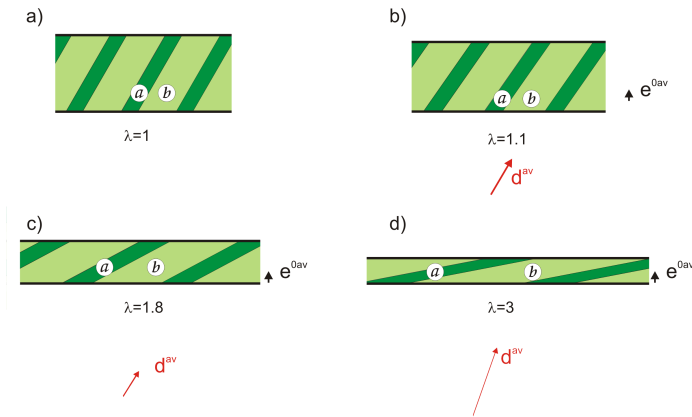 a)
a b
λ=1
b)
a b
e0av
λ=1.1
dav
c)
a b
e0av
λ=1.8
dav
d)
a b
e0av
λ=3
dav